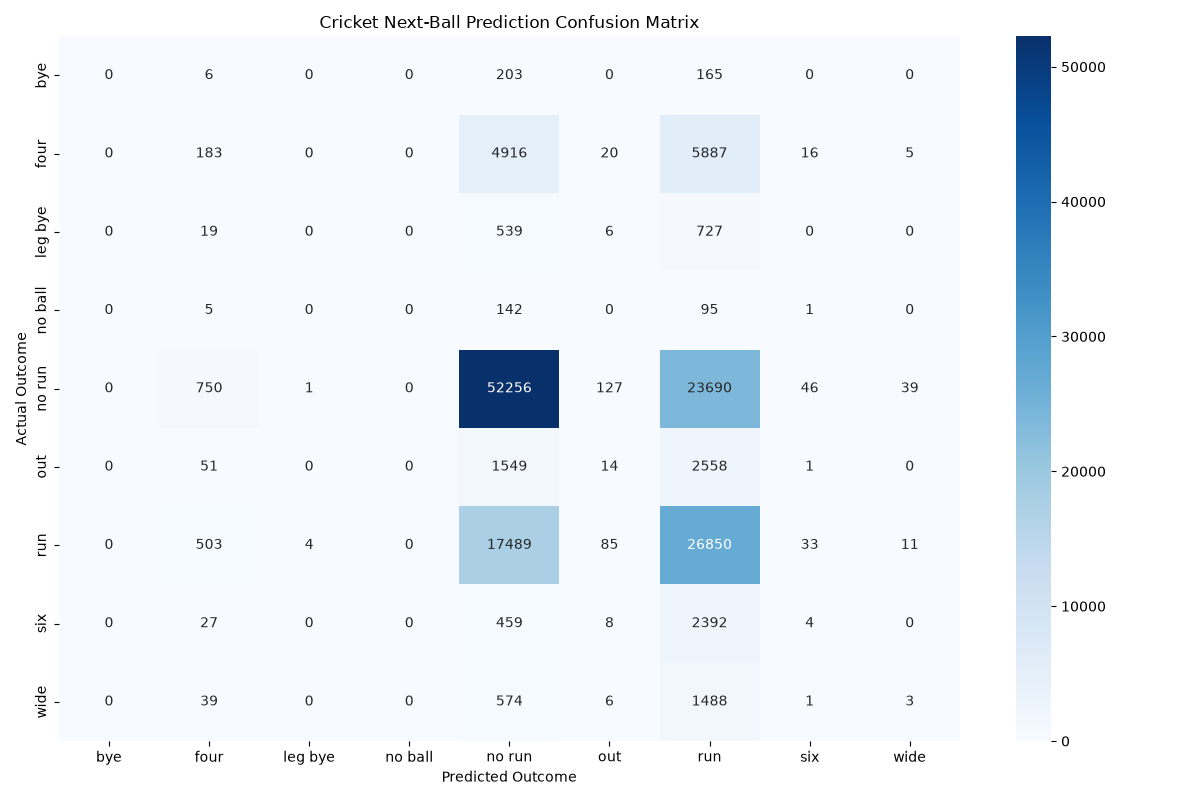 Cricket Next-Ball Prediction Confusion Matrix
bye 0 6 0 0 203 0 165 0 0
four 0 183 0 0 4916 20 5887 16 5
leg bye 0 19 0 0 539 6 727 0 0
no ball 0 5 0 0 142 0 95 1 0
no run 0 750 1 0 52256 127 23690 46 39
out 0 51 0 0 1549 14 2558 1 0
run 0 503 4 0 17489 85 26850 33 11
six 0 27 0 0 459 8 2392 4 0
wide 0 39 0 0 574 6 1488 1 3
bye four leg bye no ball no run out run six wide
Predicted Outcome
Actual Outcome
50000
40000
30000
20000
10000
0